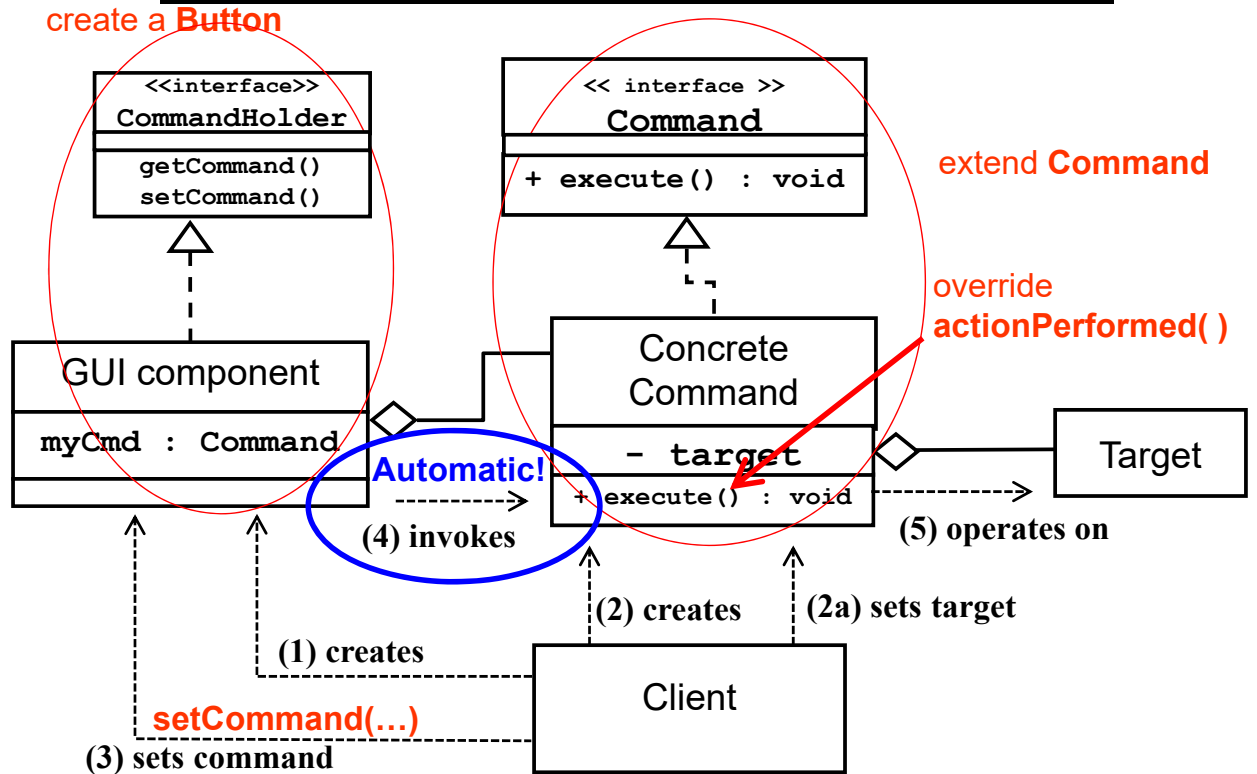 create a Button
<<interface>>
CommandHolder
getCommand()
setCommand()
<< interface >>
Command
+ execute() : void
extend Command
override
actionPerformed( )
GUI component
myCmd : Command
Concrete
Command
- target
+ execute() : void
Target
Automatic!
(4) invokes
(5) operates on
(2) creates
(2a) sets target
(1) creates
Client
setCommand(…)
(3) sets command